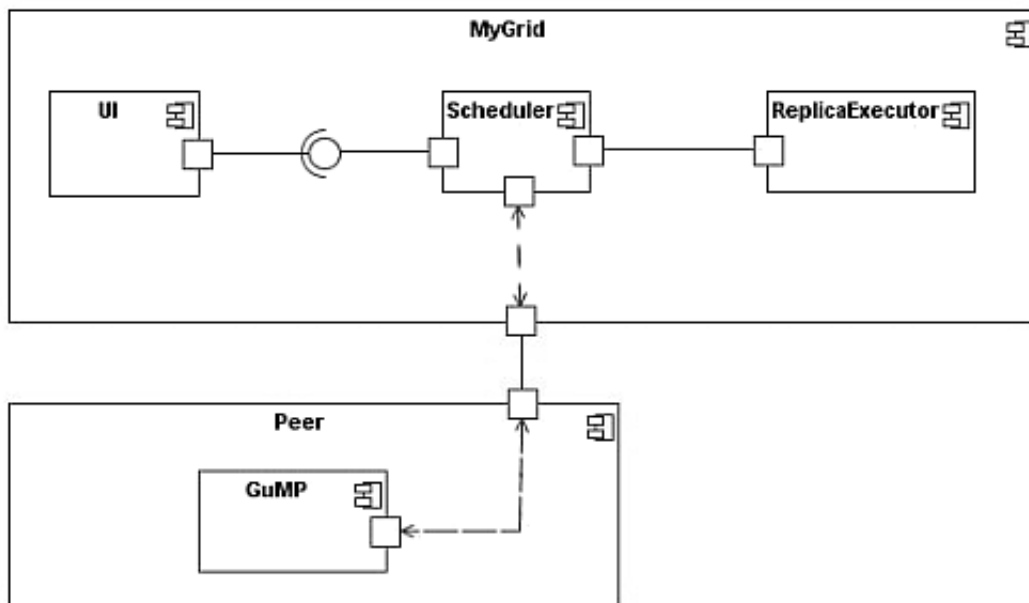 MyGrid
UI
Scheduler
ReplicaExecutor
Peer
GuMP